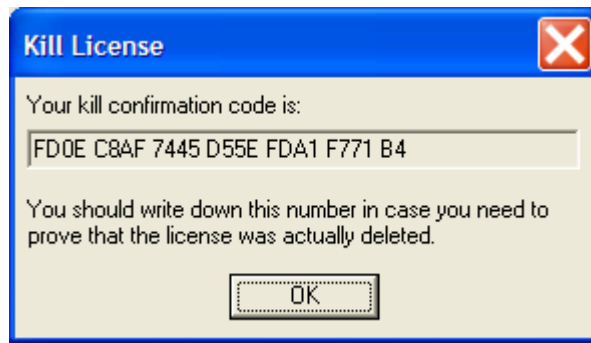 Kill License
Your kill confirmation code is:
FD0E C8AF 7445 D55E FDA1 F771 B4
You should write down this number in case you need to
prove that the license was actually deleted.
OK